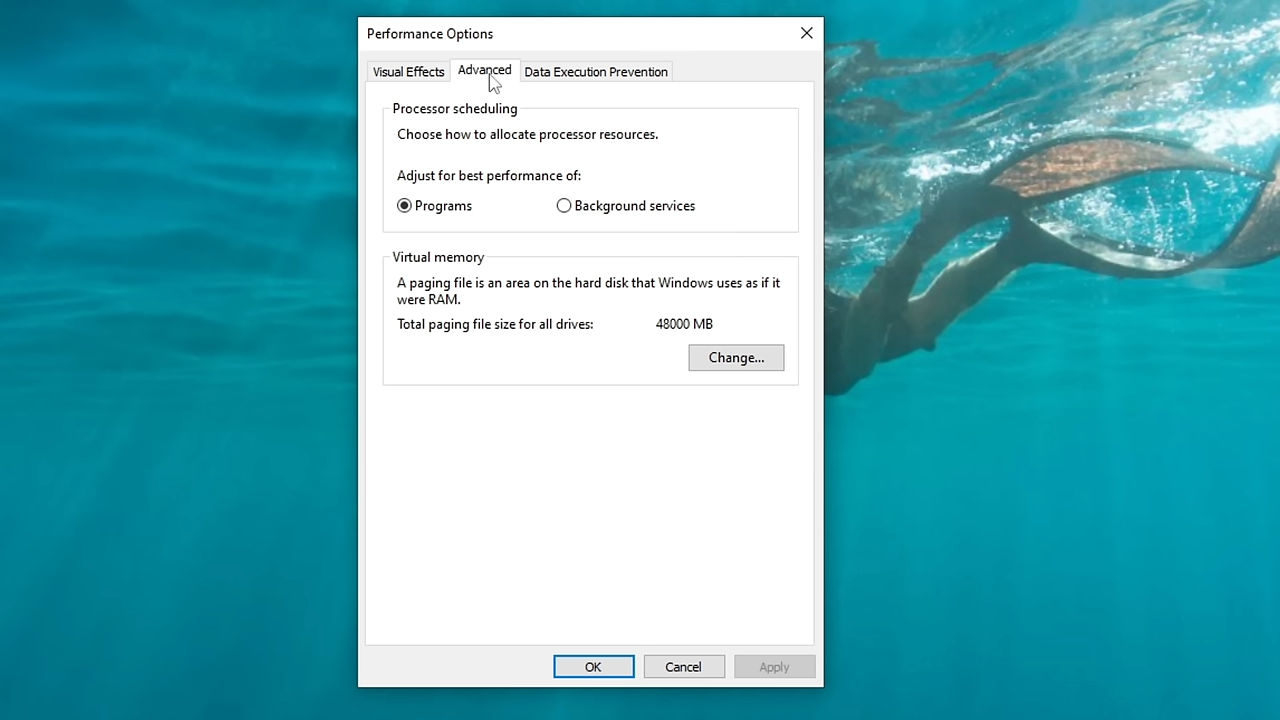 Performance Options
Visual Effects
Advanced
Data Execution Prevention
Processor scheduling
Choose how to allocate processor resources.
Adjust for best performance of:
Programs
Background services
Virtual memory
A paging file is an area on the hard disk that Windows uses as if it
were RAM.
Total paging file size for all drives:
48000 MB
Change...
OK
Cancel
Apply